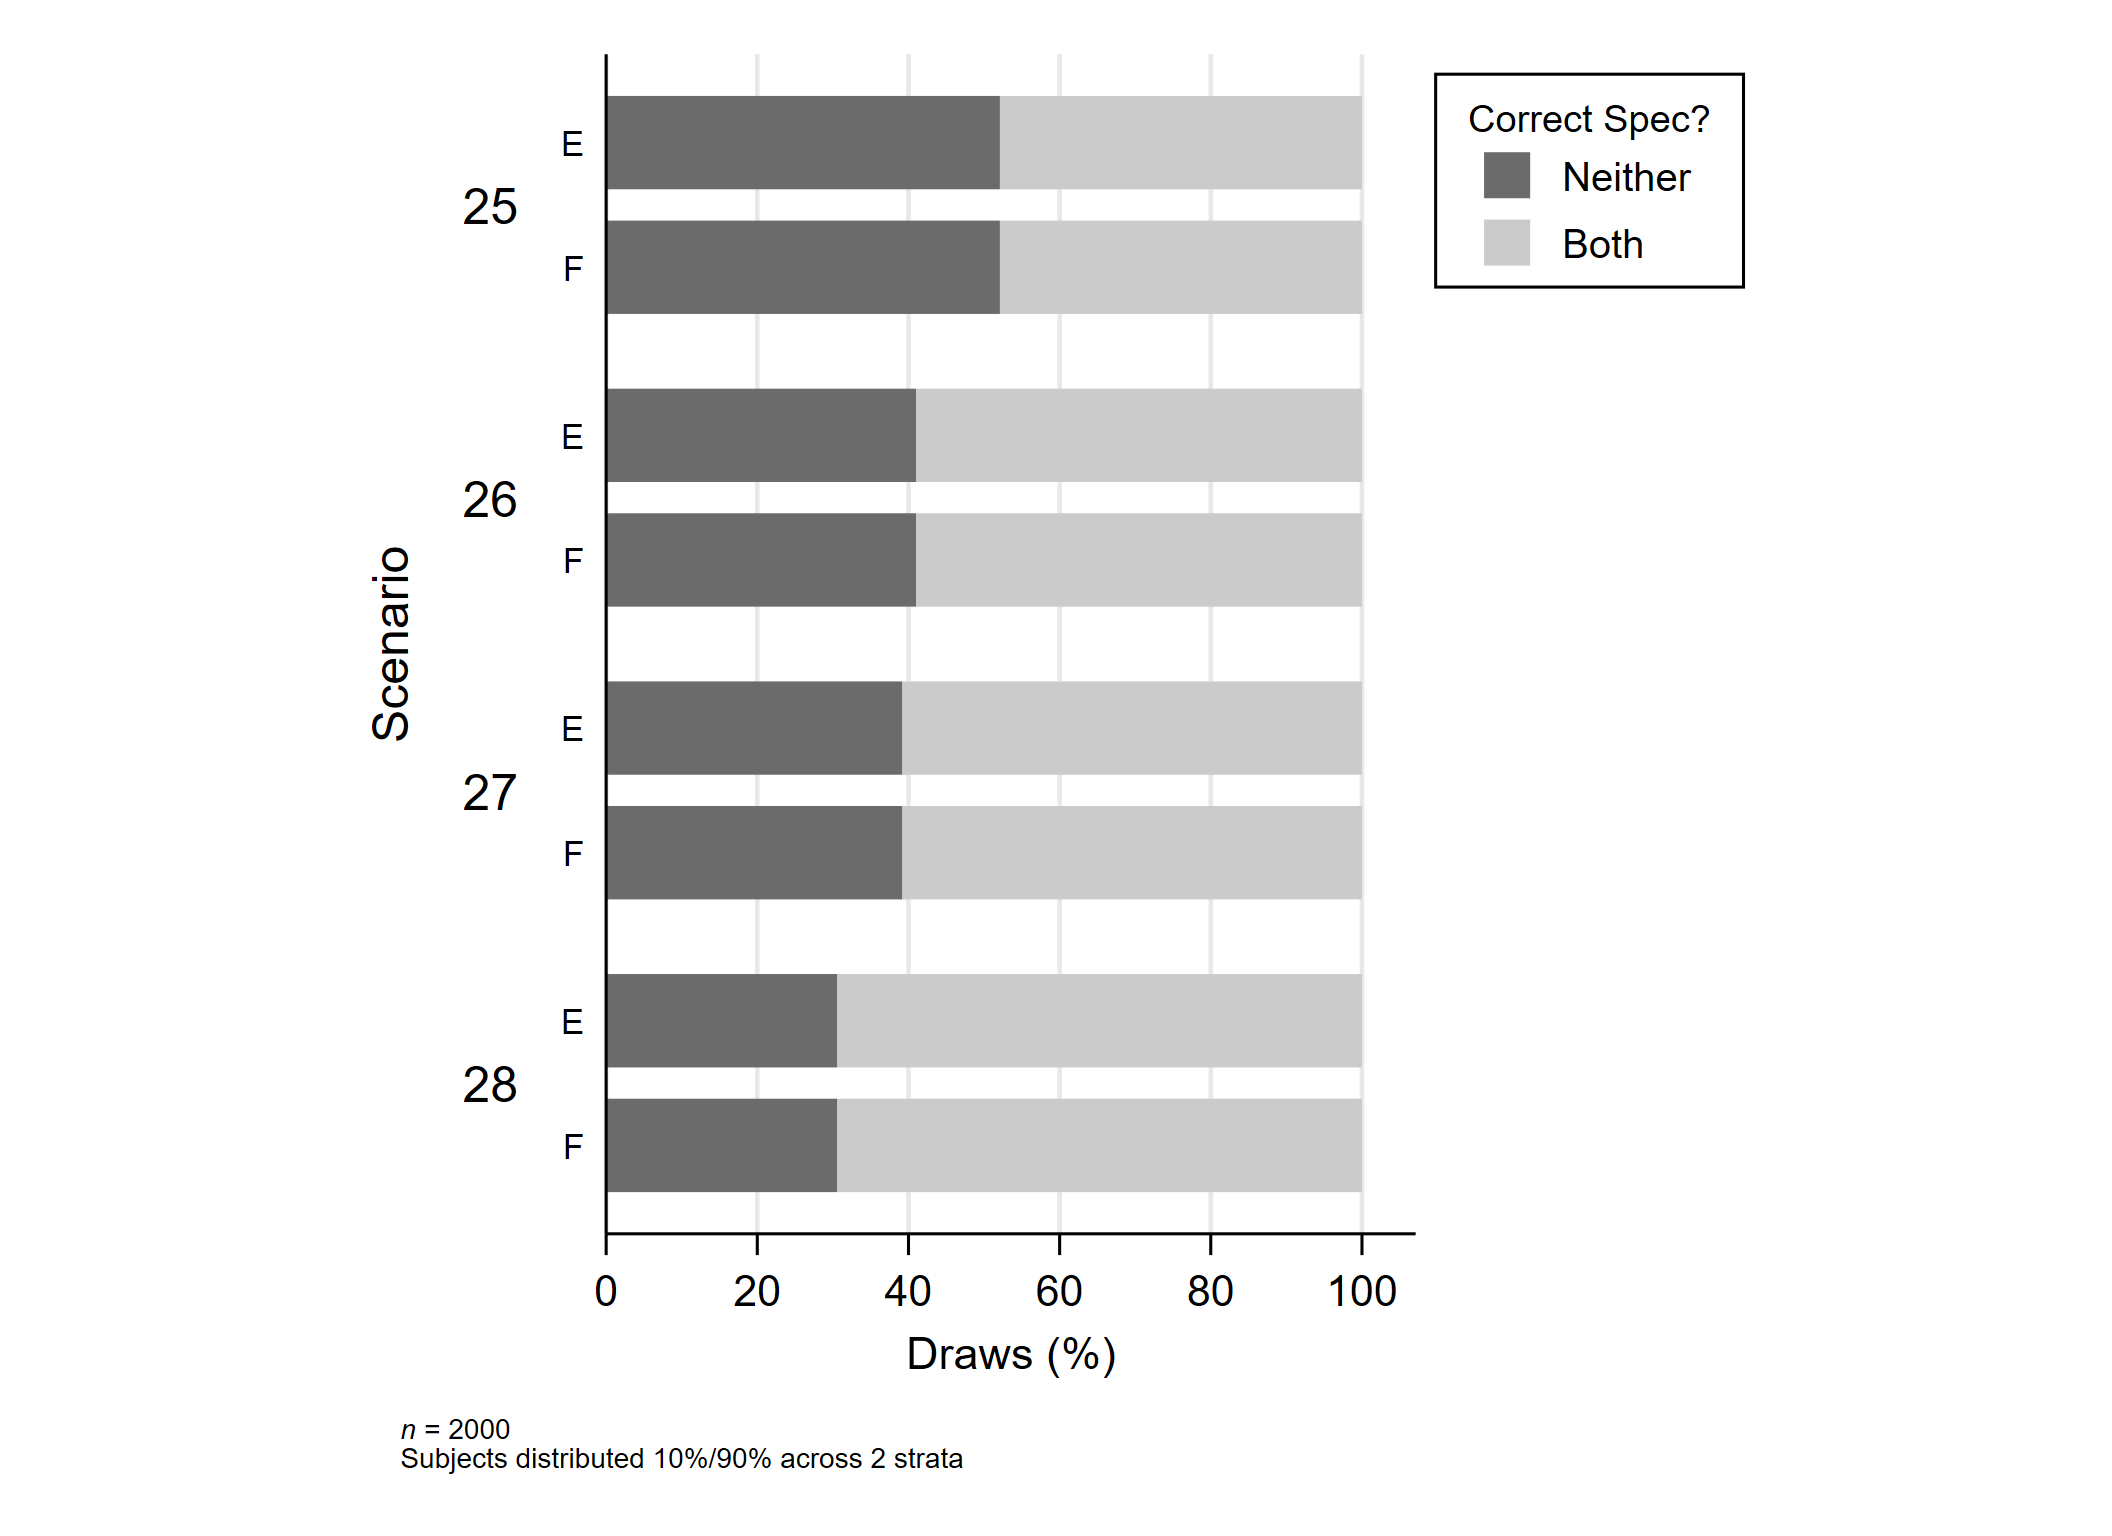 Correct Spec?
Neither
Both
Scenario
25
E
F
26
E
F
27
E
F
28
E
F
0 20 40 60 80 100
Draws (%)
n = 2000
Subjects distributed 10%/90% across 2 strata